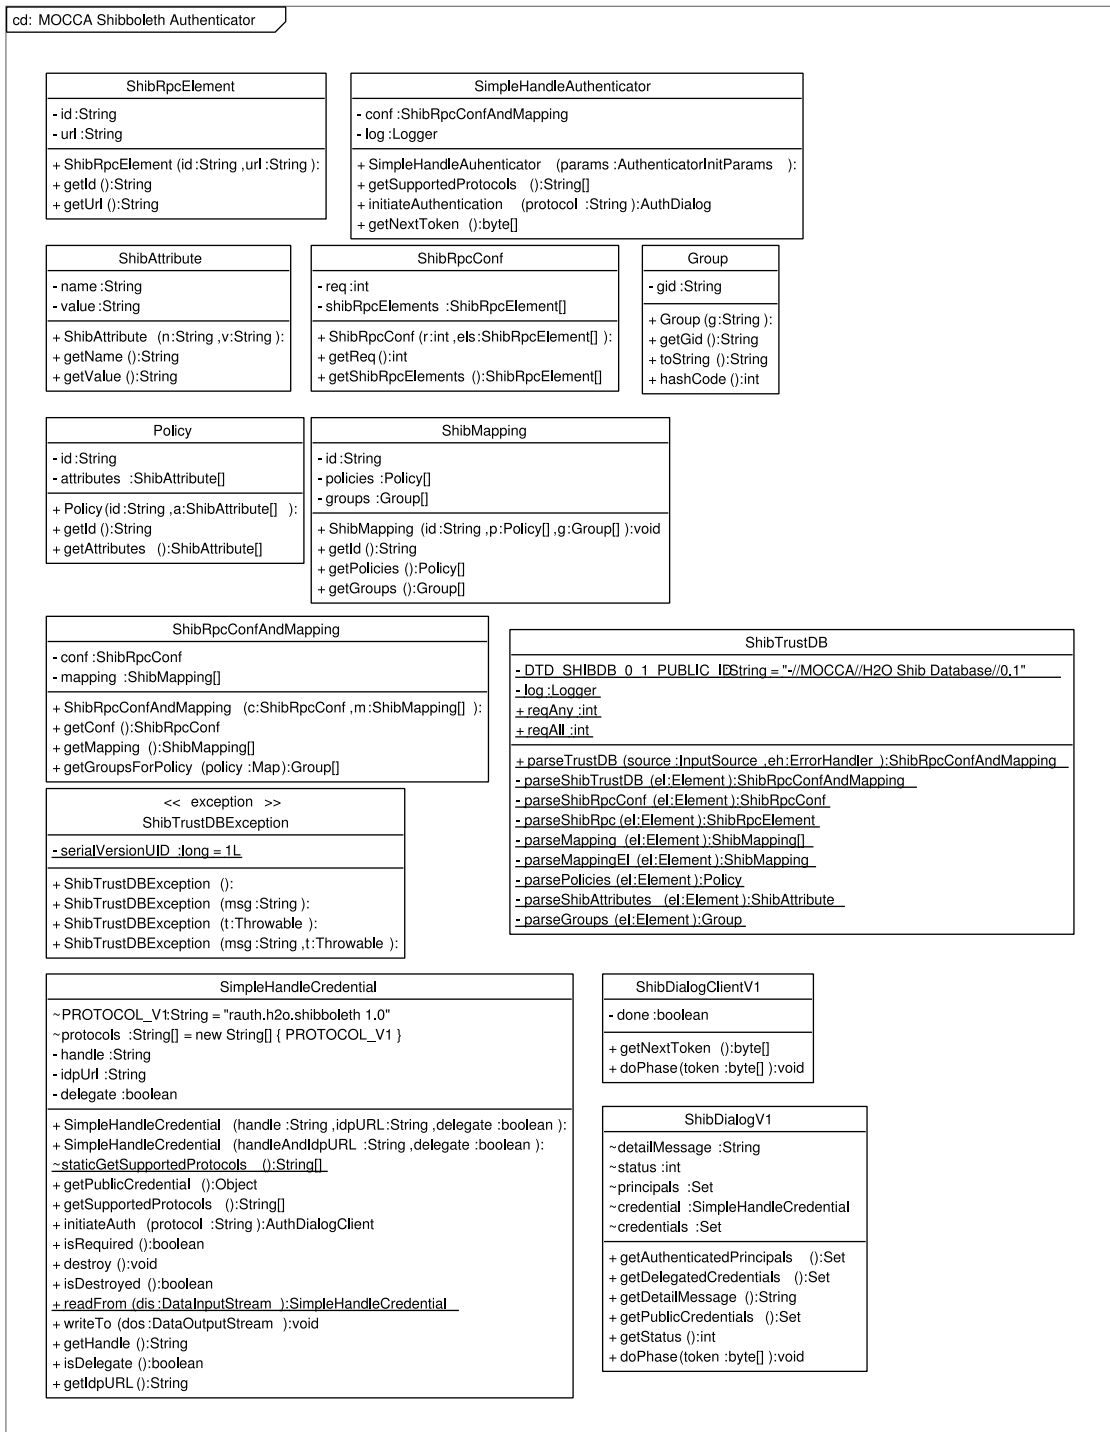 cd: MOCCA Shibboleth Authenticator
ShibRpcElement
- id :String
- url :String
+ ShibRpcElement (id :String ,url :String ):
+ getId ():String
+ getUrl ():String
SimpleHandleAuthenticator
- conf :ShibRpcConfAndMapping
- log :Logger
+ SimpleHandleAuhenticator (params :AuthenticatorInitParams ):
+ getSupportedProtocols ():String[]
+ initiateAuthentication (protocol :String ):AuthDialog
+ getNextToken ():byte[]
ShibAttribute
- name :String
- value :String
+ ShibAttribute (n:String ,v:String ):
+ getName ():String
+ getValue ():String
ShibRpcConf
- req :int
- shibRpcElements :ShibRpcElement[]
+ ShibRpcConf (r:int ,els:ShibRpcElement[] ):
+ getReq ():int
+ getShibRpcElements ():ShibRpcElement[]
Group
- gid :String
+ Group (g:String ):
+ getGid ():String
+ toString ():String
+ hashCode ():int
Policy
- id :String
- attributes :ShibAttribute[]
+ Policy (id :String ,a:ShibAttribute[] ):
+ getId ():String
+ getAttributes ():ShibAttribute[]
ShibMapping
- id :String
- policies :Policy[]
- groups :Group[]
+ ShibMapping (id :String ,p:Policy[] ,g:Group[] ):void
+ getId ():String
+ getPolicies ():Policy[]
+ getGroups ():Group[]
ShibRpcConfAndMapping
- conf :ShibRpcConf
- mapping :ShibMapping[]
+ ShibRpcConfAndMapping (c:ShibRpcConf ,m:ShibMapping[] ):
+ getConf ():ShibRpcConf
+ getMapping ():ShibMapping[]
+ getGroupsForPolicy (policy :Map ):Group[]
ShibTrustDB
- DTD_SHIBDB_0_1_PUBLIC_ID:String = "-//MOCCA//H2O Shib Database//0.1"
- log :Logger
+ reqAny :int
+ reqAll :int
+ parseTrustDB (source :InputSource ,eh:ErrorHandler ):ShibRpcConfAndMapping
- parseShibTrustDB (el:Element ):ShibRpcConfAndMapping
- parseShibRpcConf (el:Element ):ShibRpcConf
- parseShibRpc (el:Element ):ShibRpcElement
- parseMapping (el:Element ):ShibMapping[]
- parseMappingEl (el:Element ):ShibMapping
- parsePolicies (el:Element ):Policy
- parseShibAttributes (el:Element ):ShibAttribute
- parseGroups (el:Element ):Group
<< exception >>
ShibTrustDBException
- serialVersionUID :long = 1L
+ ShibTrustDBException ():
+ ShibTrustDBException (msg :String ):
+ ShibTrustDBException (t:Throwable ):
+ ShibTrustDBException (msg :String ,t:Throwable ):
SimpleHandleCredential
~PROTOCOL_V1:String = "rauth.h2o.shibboleth 1.0"
~protocols :String[] = new String[] { PROTOCOL_V1 }
- handle :String
- idpUrl :String
- delegate :boolean
+ SimpleHandleCredential (handle :String ,idpURL:String ,delegate :boolean ):
+ SimpleHandleCredential (handleAndIdpURL :String ,delegate :boolean ):
~staticGetSupportedProtocols ():String[]
+ getPublicCredential ():Object
+ getSupportedProtocols ():String[]
+ initiateAuth (protocol :String ):AuthDialogClient
+ isRequired ():boolean
+ destroy ():void
+ isDestroyed ():boolean
+ readFrom (dis :DataInputStream ):SimpleHandleCredential
+ writeTo (dos :DataOutputStream ):void
+ getHandle ():String
+ isDelegate ():boolean
+ getIdpURL ():String
ShibDialogClientV1
- done :boolean
+ getNextToken ():byte[]
+ doPhase (token :byte[] ):void
ShibDialogV1
~detailMessage :String
~status :int
~principals :Set
~credential :SimpleHandleCredential
~credentials :Set
+ getAuthenticatedPrincipals ():Set
+ getDelegatedCredentials ():Set
+ getDetailMessage ():String
+ getPublicCredentials ():Set
+ getStatus ():int
+ doPhase (token :byte[] ):void